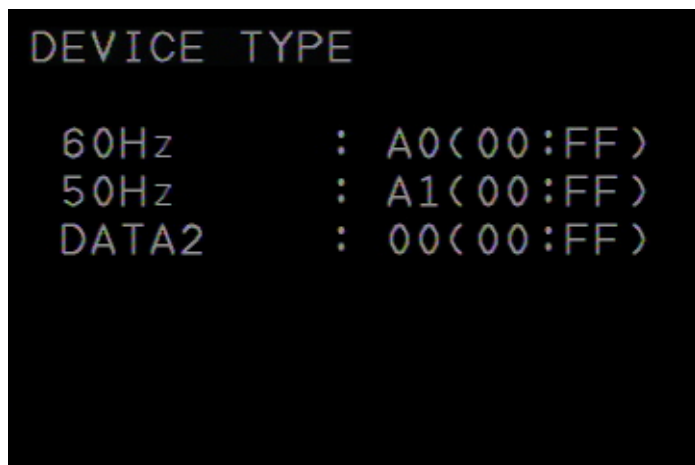 DEVICE TYPE
60Hz : A0(00:FF)
50Hz : A1(00:FF)
DATA2 : 00(00:FF)